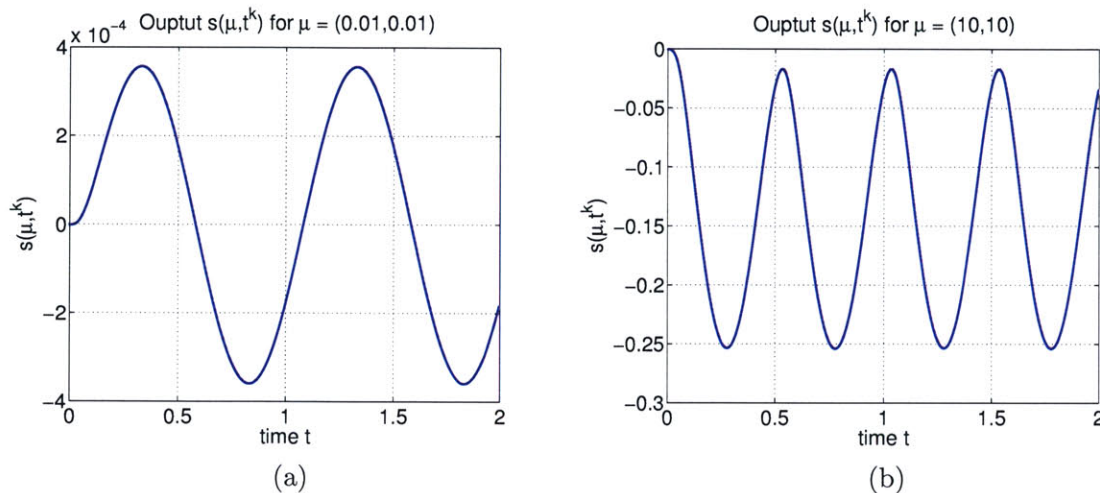 Ouptut s(μ,t^k) for μ = (0.01,0.01)
x 10^-4
4
2
0
−2
−4
s(μ,t^k)
0 0.5 1 1.5 2
time t
(a)
Ouptut s(μ,t^k) for μ = (10,10)
0
−0.05
−0.1
−0.15
−0.2
−0.25
−0.3
s(μ,t^k)
0 0.5 1 1.5 2
time t
(b)